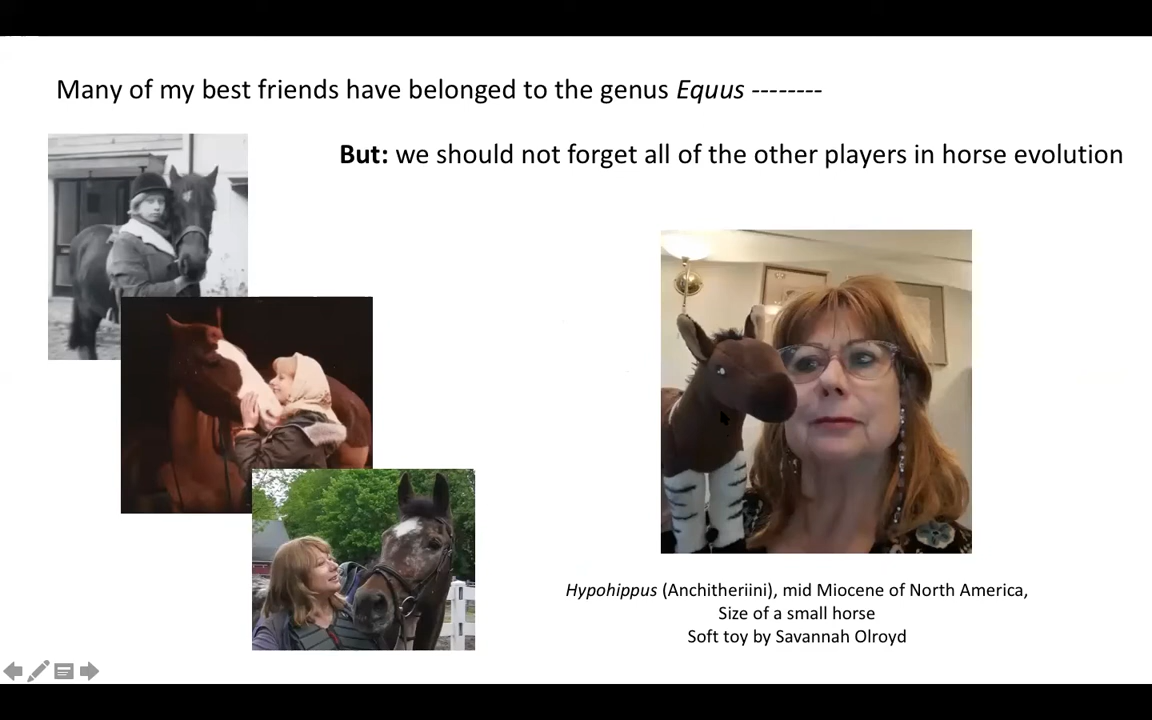 Many of my best friends have belonged to the genus Equus --------
But: we should not forget all of the other players in horse evolution
Hypohippus (Anchitheriini), mid Miocene of North America,
Size of a small horse
Soft toy by Savannah Olroyd